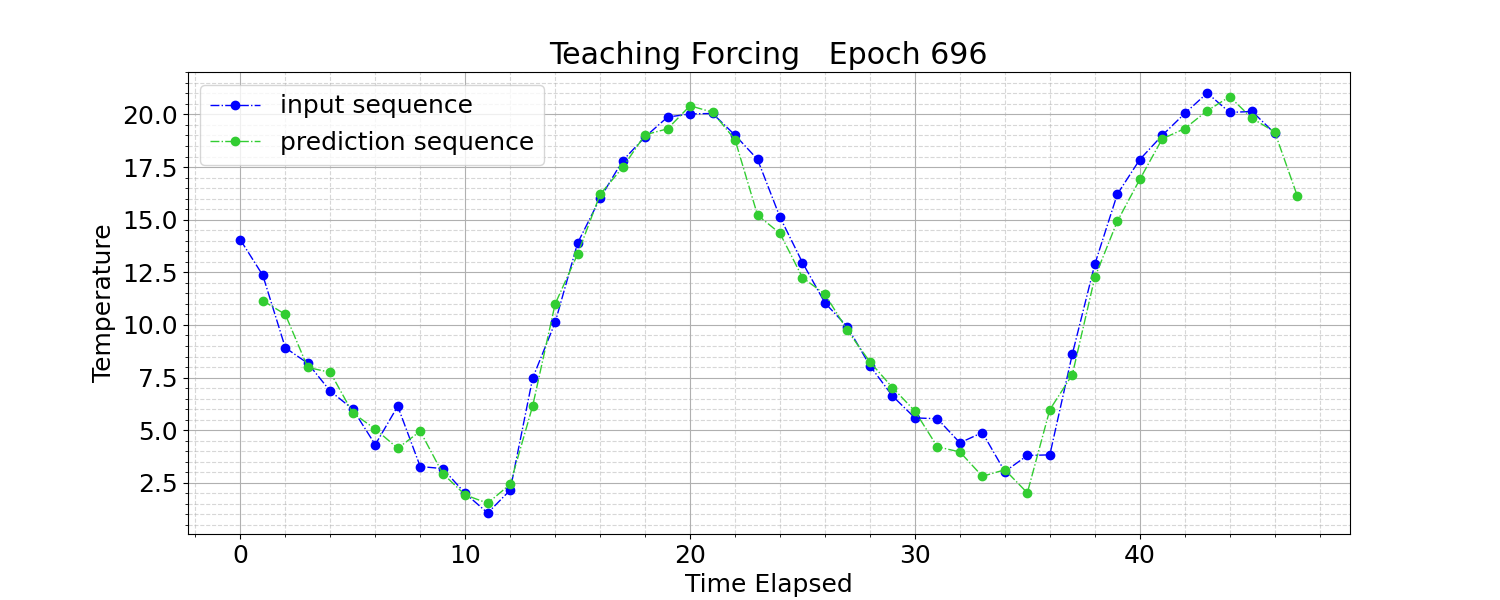 Teaching Forcing   Epoch 696
input sequence
prediction sequence
20.0
17.5
15.0
12.5
10.0
7.5
5.0
2.5
Temperature
0 10 20 30 40
Time Elapsed